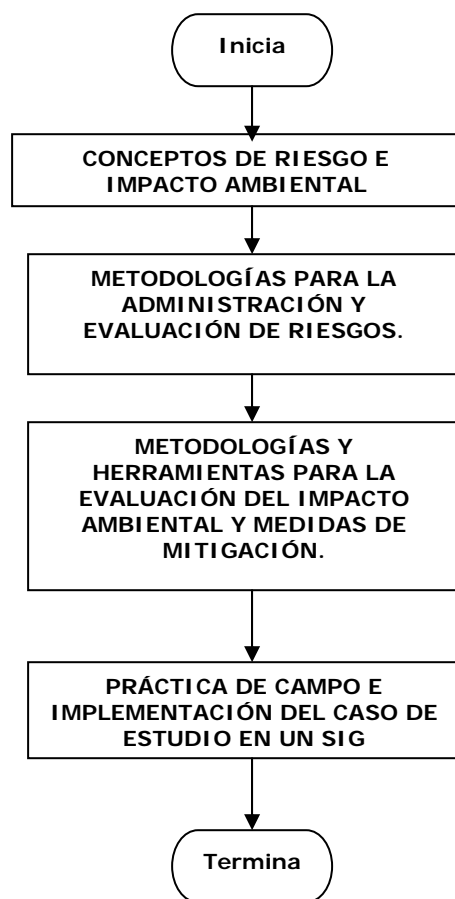 Inicia
CONCEPTOS DE RIESGO E
IMPACTO AMBIENTAL
METODOLOGÍAS PARA LA
ADMINISTRACIÓN Y
EVALUACIÓN DE RIESGOS.
METODOLOGÍAS Y
HERRAMIENTAS PARA LA
EVALUACIÓN DEL IMPACTO
AMBIENTAL Y MEDIDAS DE
MITIGACIÓN.
PRÁCTICA DE CAMPO E
IMPLEMENTACIÓN DEL CASO DE
ESTUDIO EN UN SIG
Termina